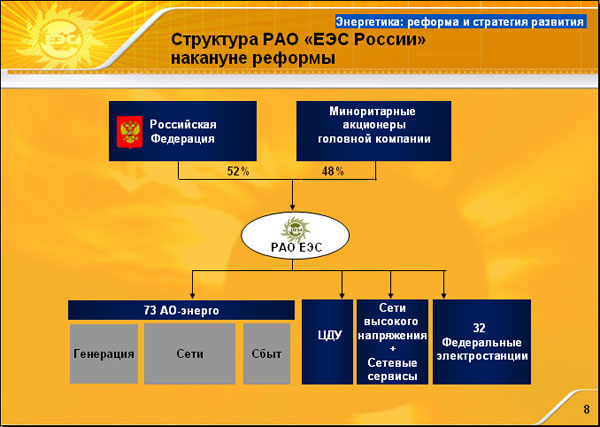 Энергетика: реформа и стратегия развития
Структура РАО «ЕЭС России»
накануне реформы
Российская
Федерация
Миноритарные
акционеры
головной компании
52%
48%
РАО ЕЭС
73 АО-энерго
Генерация
Сети
Сбыт
ЦДУ
Сети
высокого
напряжения
+
Сетевые
сервисы
32
Федеральные
электростанции
8